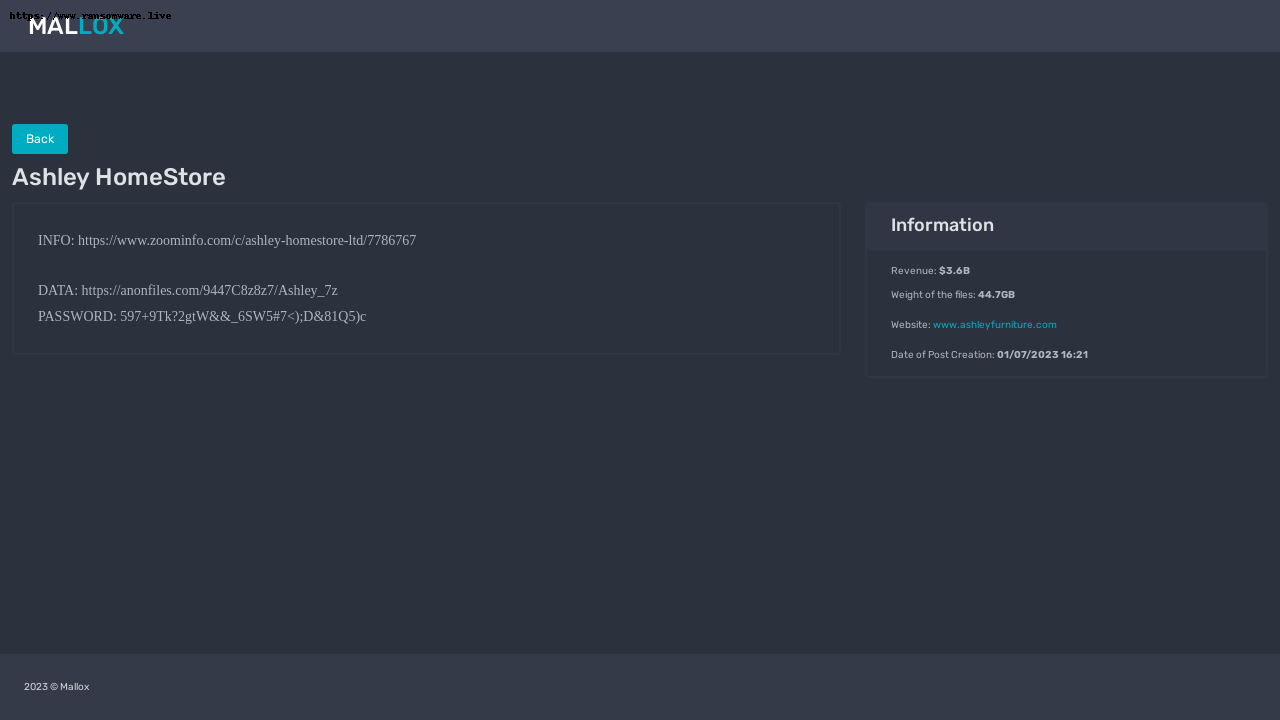 https://www.ransomware.live
MALLOX
Back
Ashley HomeStore
INFO: https://www.zoominfo.com/c/ashley-homestore-ltd/7786767
DATA: https://anonfiles.com/9447C8z8z7/Ashley_7z
PASSWORD: 597+9Tk?2gtW&&_6SW5#7<);D&81Q5)c
Information
Revenue: $3.6B
Weight of the files: 44.7GB
Website: www.ashleyfurniture.com
Date of Post Creation: 01/07/2023 16:21
2023 © Mallox